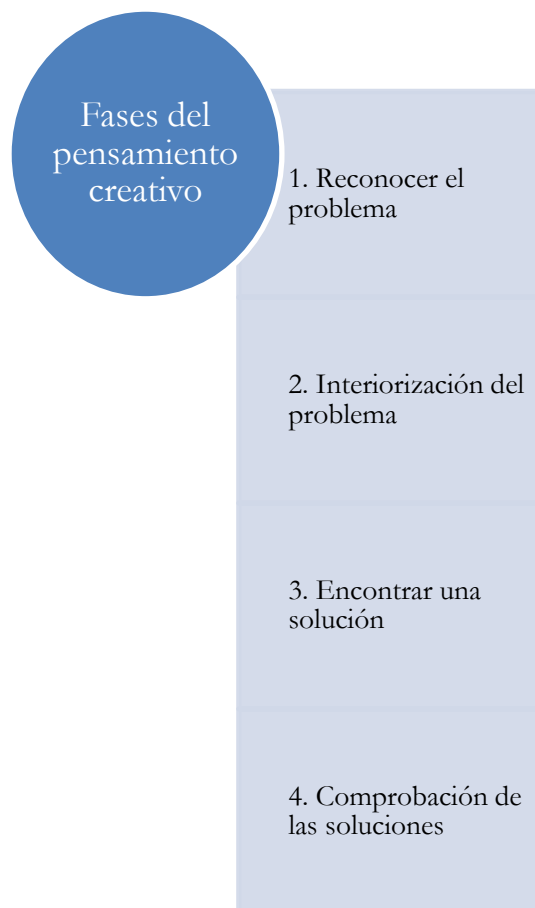 Fases del
pensamiento
creativo
1. Reconocer el
problema
2. Interiorización del
problema
3. Encontrar una
solución
4. Comprobación de
las soluciones